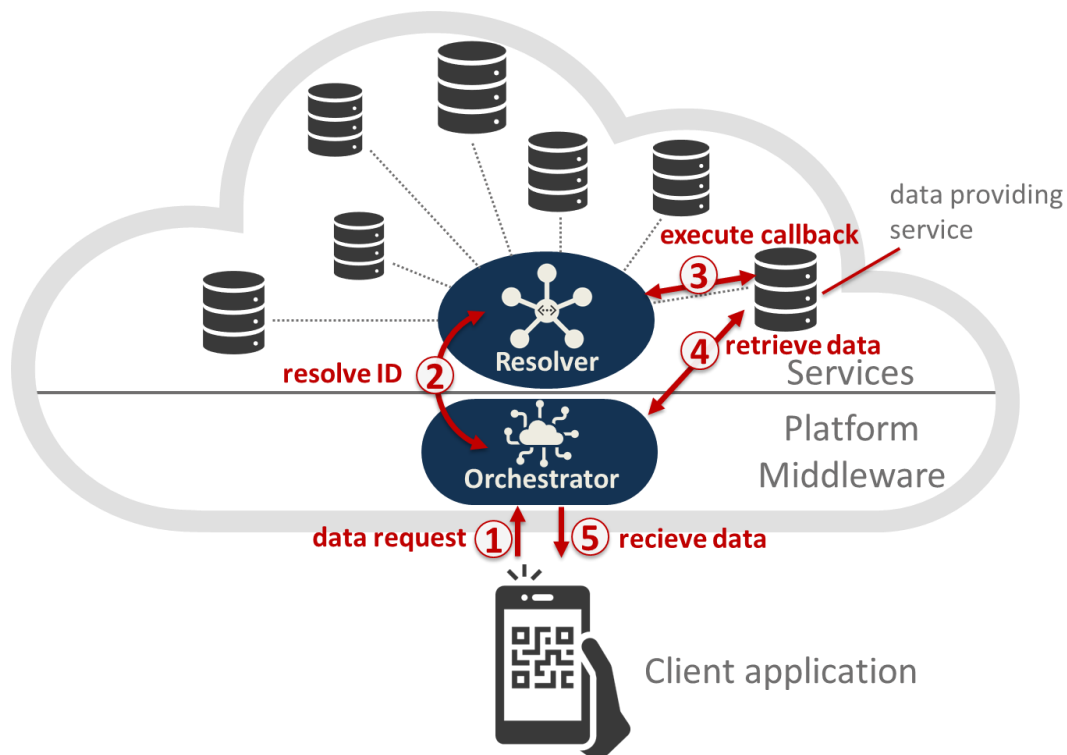 data providing
service
execute callback
3
Resolver
resolve ID
2
4
retrieve data
Services
Orchestrator
Platform
Middleware
data request
1
5
recieve data
Client application